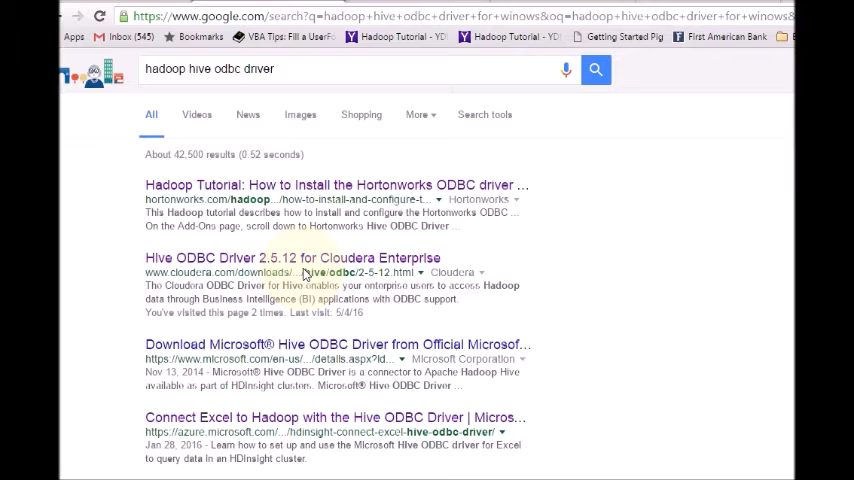 https://www.google.com/search?q=hadoop+hive+odbc+driver+for+winows&oq=hadoop+hive+odbc+driver+for+winows&
Apps Inbox (545) Bookmarks VBA Tips: Fill a UserFo Hadoop Tutorial - YD Hadoop Tutorial - YD Getting Started Pig First American Bank
hadoop hive odbc driver
All Videos News Images Shopping More Search tools
About 42,500 results (0.52 seconds)
Hadoop Tutorial: How to Install the Hortonworks ODBC driver ...
hortonworks.com/hadoop.../how-to-install-and-configure-t... Hortonworks
This Hadoop tutorial describes how to install and configure the Hortonworks ODBC ...
On the Add-Ons page, scroll down to Hortonworks Hive ODBC Driver ...
Hive ODBC Driver 2.5.12 for Cloudera Enterprise
www.cloudera.com/downloads/.../hive/odbc/2-5-12.html Cloudera
The Cloudera ODBC Driver for Hive enables your enterprise users to access Hadoop
data through Business Intelligence (BI) applications with ODBC support.
You've visited this page 2 times. Last visit: 5/4/16
Download Microsoft® Hive ODBC Driver from Official Microsof...
https://www.microsoft.com/en-us/.../details.aspx?id... Microsoft Corporation
Nov 13, 2014 - Microsoft® Hive ODBC Driver is a connector to Apache Hadoop Hive
available as part of HDInsight clusters. Microsoft® Hive ODBC Driver ...
Connect Excel to Hadoop with the Hive ODBC Driver | Micros...
https://azure.microsoft.com/.../hdinsight-connect-excel-hive-odbc-driver/
Jan 28, 2016 - Learn how to set up and use the Microsoft Hive ODBC driver for Excel
to query data in an HDInsight cluster.